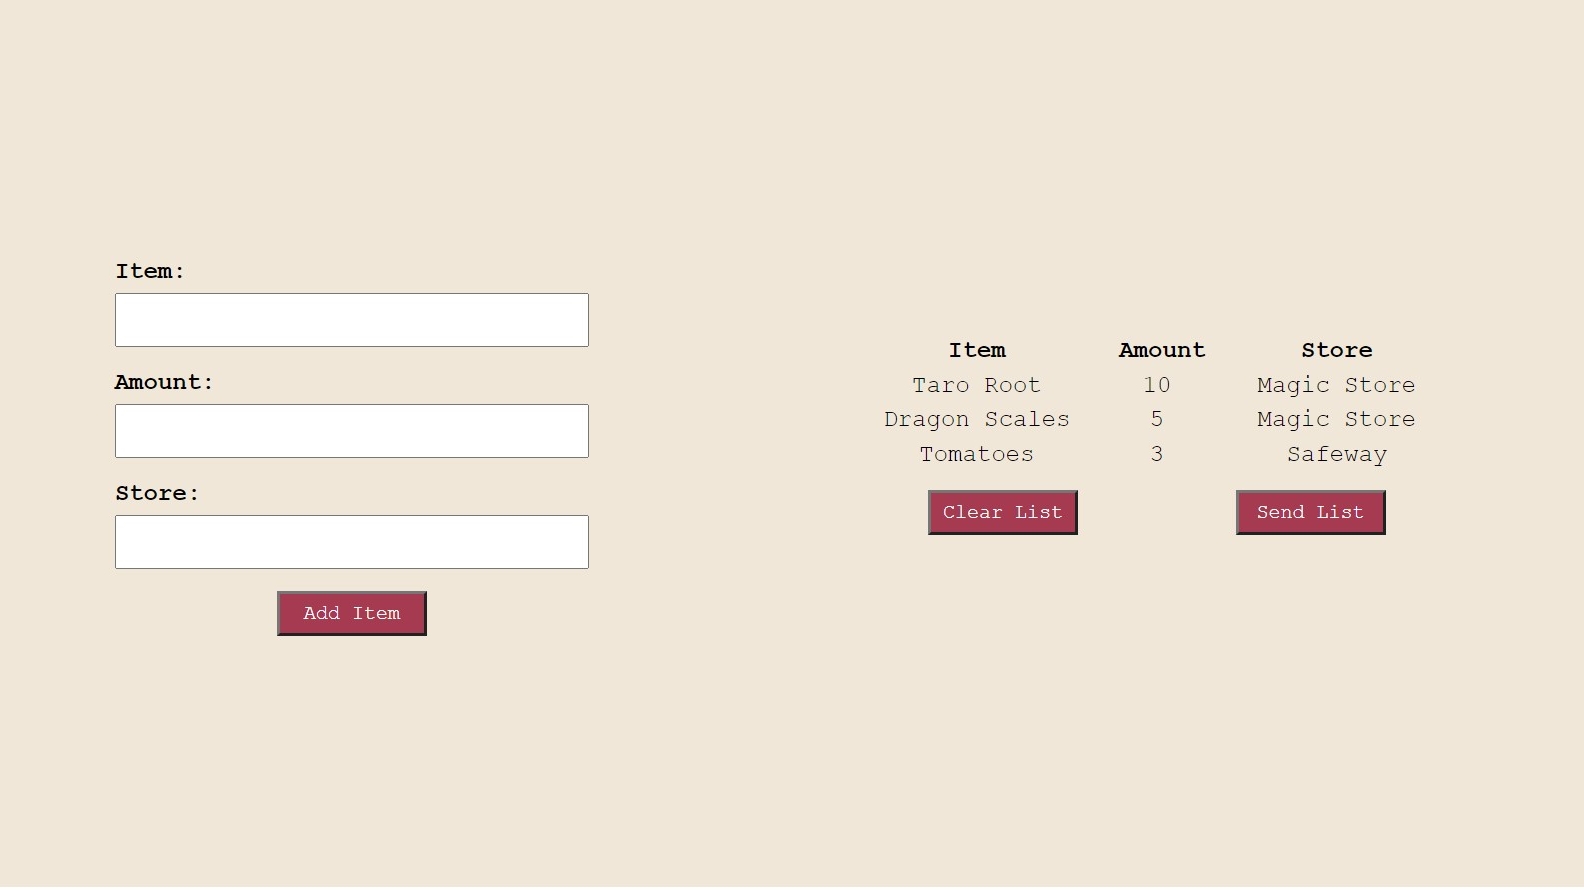 Item:
Amount:
Store:
Add Item
Item Amount Store
Taro Root 10 Magic Store
Dragon Scales 5 Magic Store
Tomatoes 3 Safeway
Clear List Send List